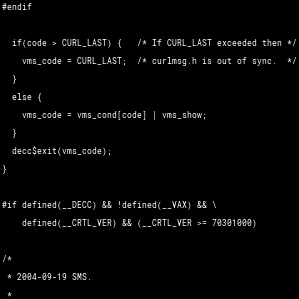 #endif
if(code > CURL_LAST) {   /* If CURL_LAST exceeded then */
vms_code = CURL_LAST;  /* curlmsg.h is out of sync.  */
}
else {
vms_code = vms_cond[code] | vms_show;
}
decc$exit(vms_code);
}
#if defined(__DECC) && !defined(__VAX) && \
defined(__CRTL_VER) && (__CRTL_VER >= 70301000)
/*
* 2004-09-19 SMS.
*